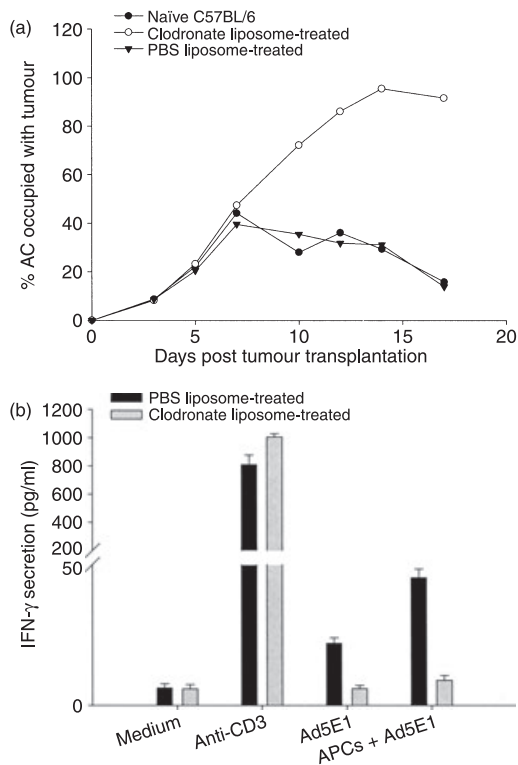 (a)
Naïve C57BL/6
Clodronate liposome-treated
PBS liposome-treated
% AC occupied with tumour
120
100
80
60
40
20
0
0 5 10 15 20
Days post tumour transplantation
(b)
PBS liposome-treated
Clodronate liposome-treated
IFN-γ secretion (pg/ml)
1200
1000
800
600
400
200
50
0
Medium Anti-CD3 Ad5E1 APCs + Ad5E1